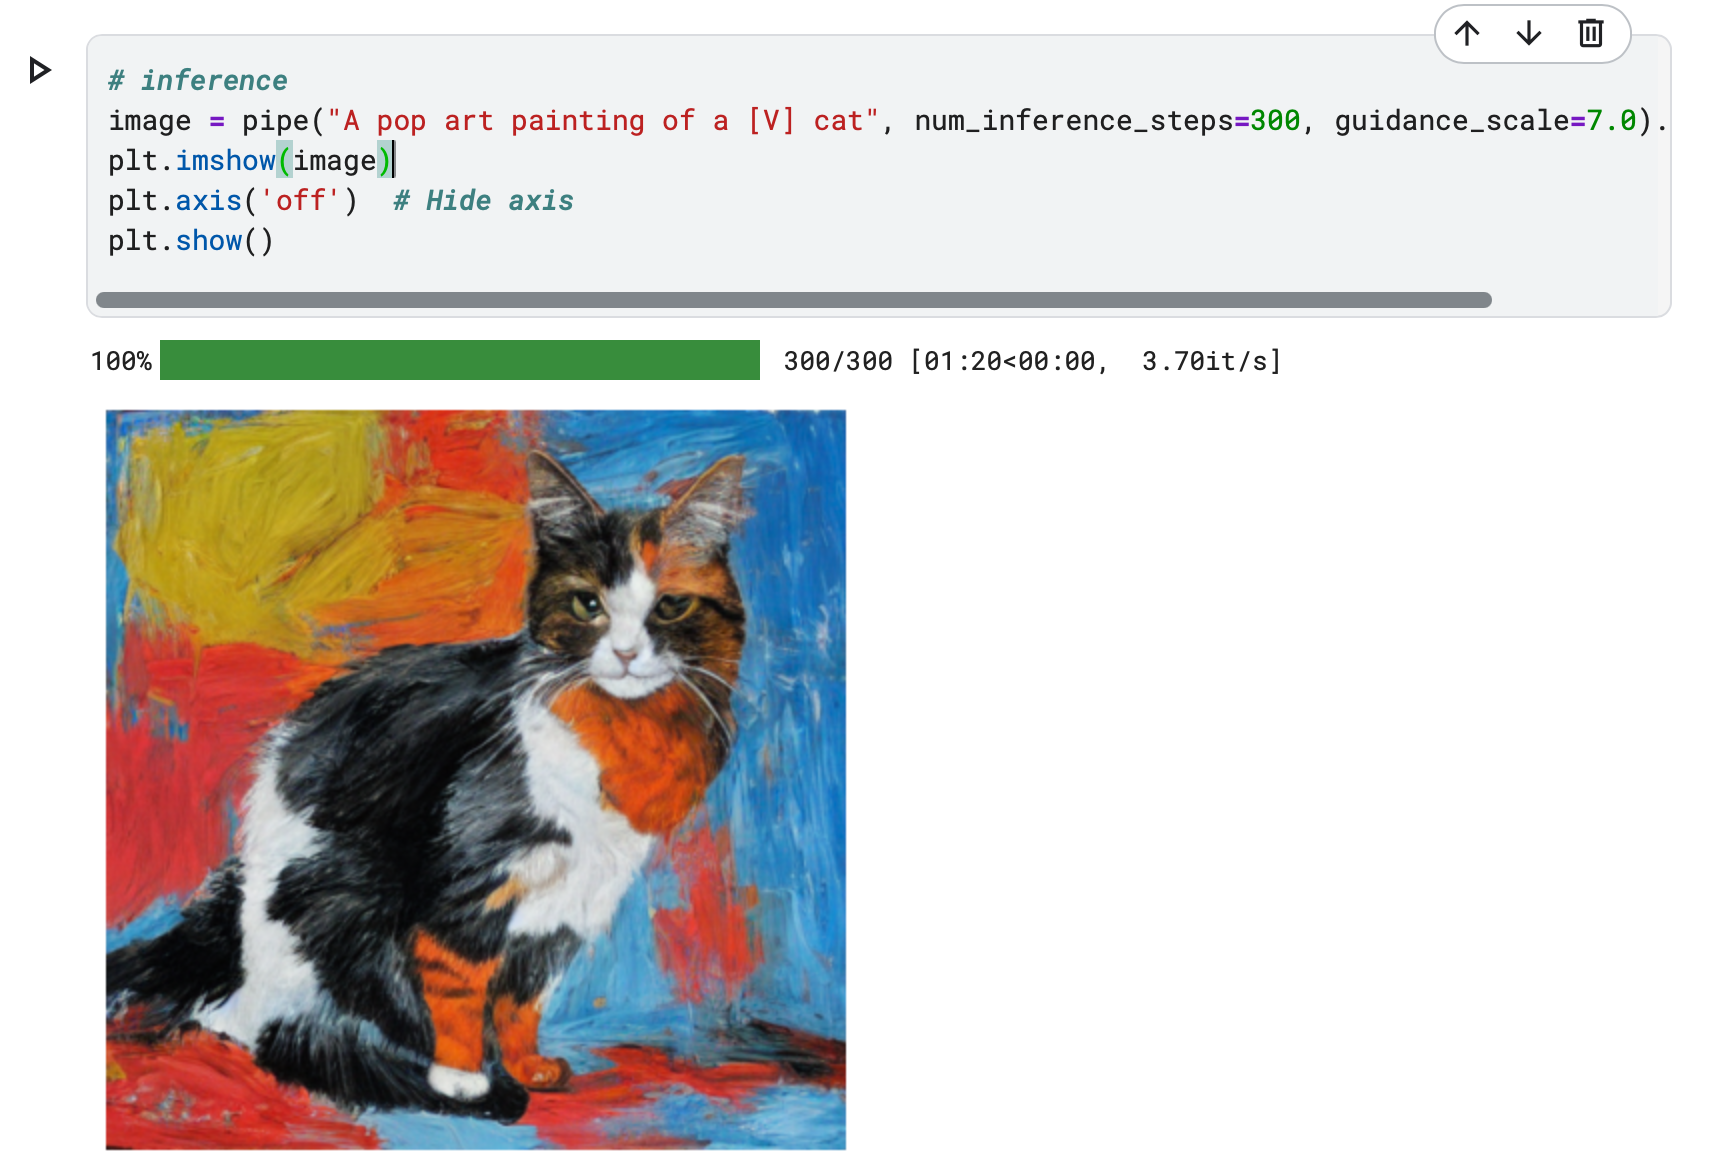 # inference
image = pipe("A pop art painting of a [V] cat", num_inference_steps=300, guidance_scale=7.0).
plt.imshow(image)
plt.axis('off')  # Hide axis
plt.show()
100% 300/300 [01:20<00:00,  3.70it/s]